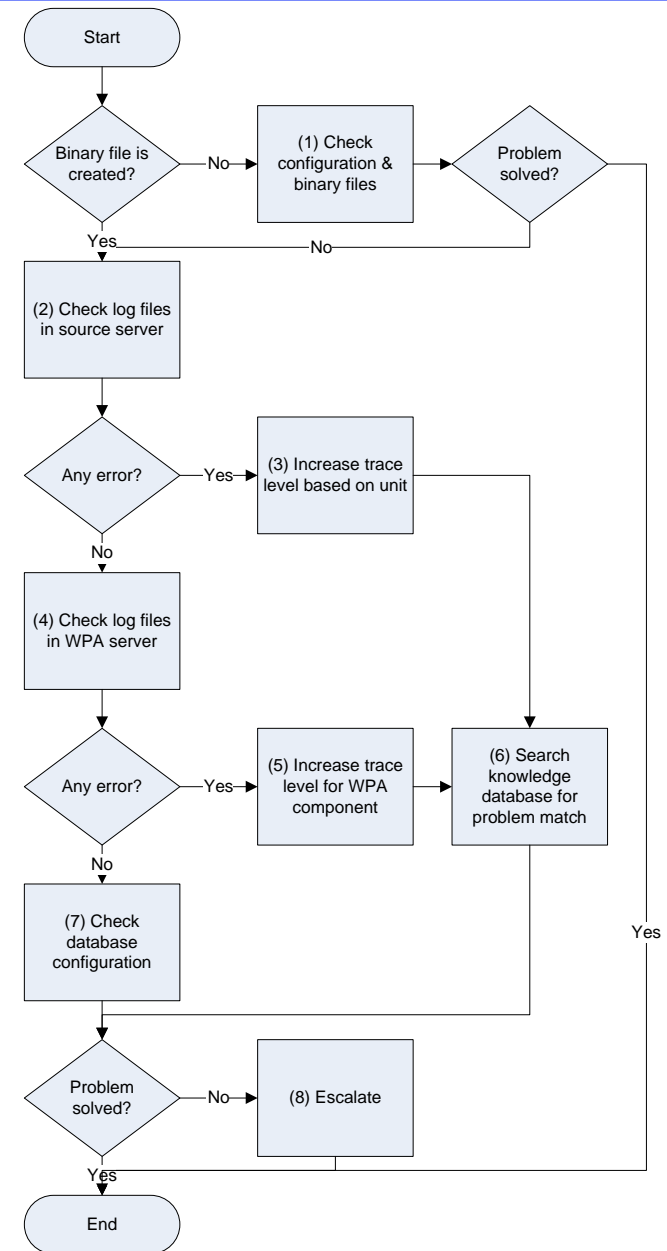 Start
Binary file is
created?
No
(1) Check
configuration &
binary files
Problem
solved?
Yes
No
(2) Check log files
in source server
Any error?
Yes
(3) Increase trace
level based on unit
No
(4) Check log files
in WPA server
Any error?
Yes
(5) Increase trace
level for WPA
component
(6) Search
knowledge
database for
problem match
No
(7) Check
database
configuration
Yes
Problem
solved?
No
(8) Escalate
Yes
End